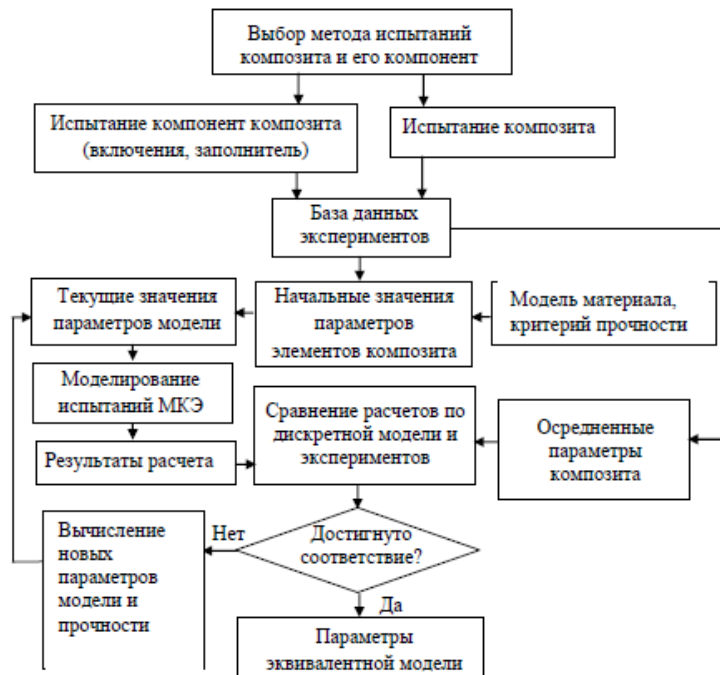 Выбор метода испытаний
композита и его компонент
Испытание компонент композита
(включения, заполнитель)
Испытание композита
База данных
экспериментов
Текущие значения
параметров модели
Начальные значения
параметров
элементов композита
Модель материала,
критерий прочности
Моделирование
испытаний МКЭ
Сравнение расчетов по
дискретной модели и
экспериментов
Осредненные
параметры
композита
Результаты расчета
Вычисление
новых
параметров
модели и
прочности
Нет
Достигнуто
соответствие?
Да
Параметры
эквивалентной модели